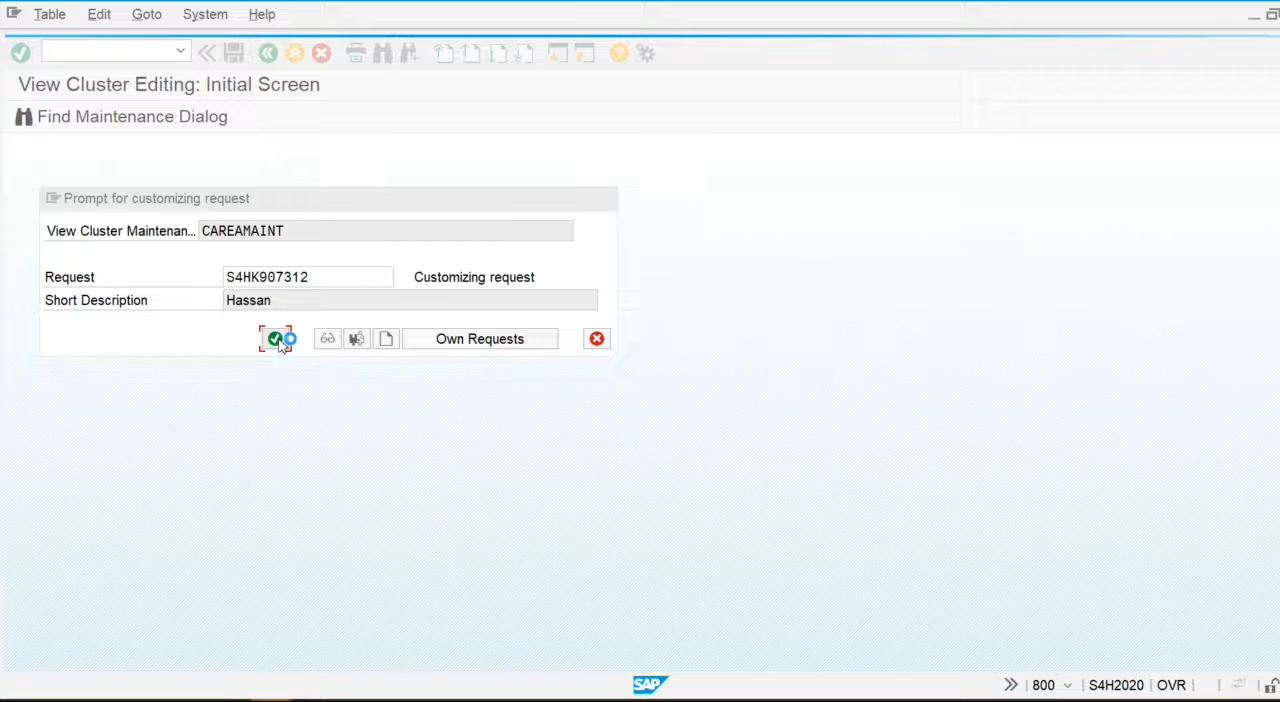 Table Edit Goto System Help
View Cluster Editing: Initial Screen
Find Maintenance Dialog
Prompt for customizing request
View Cluster Maintenan... CAREAMAINT
Request S4HK907312 Customizing request
Short Description Hassan
Own Requests
SAP 800 S4H2020 OVR